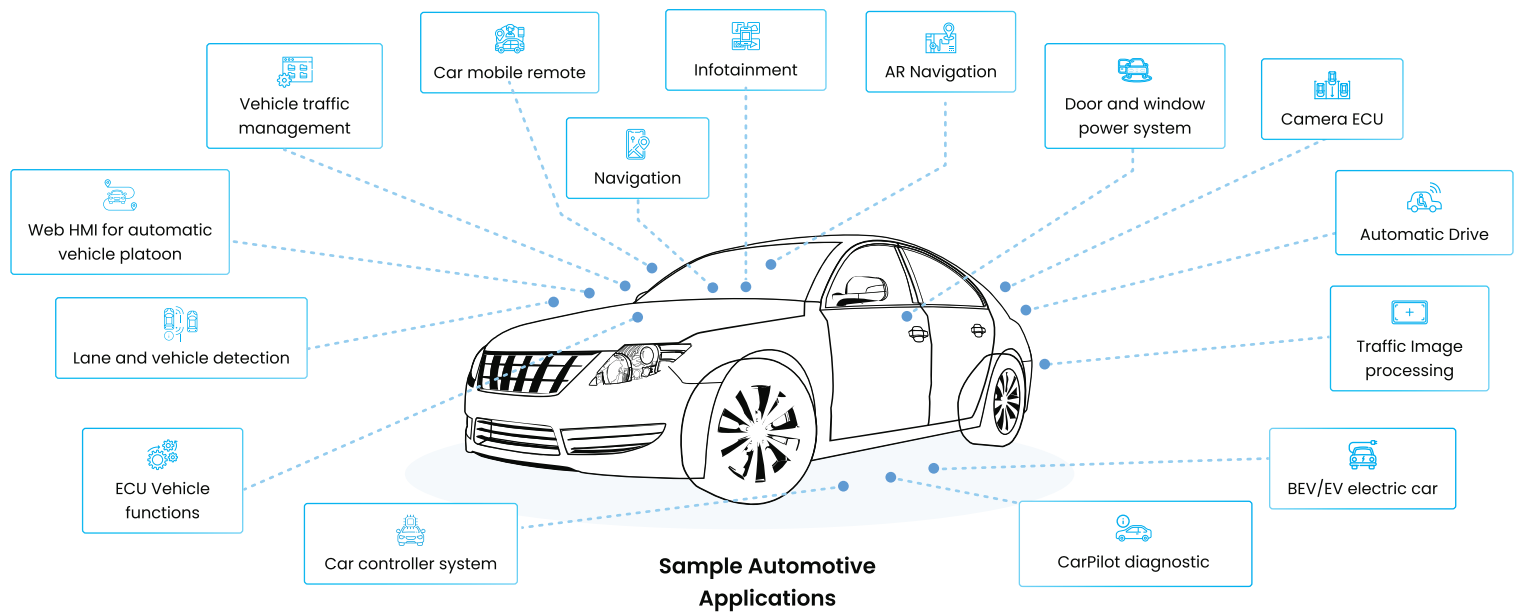 Car mobile remote
Infotainment
AR Navigation
Vehicle traffic
management
Door and window
power system
Camera ECU
Navigation
Web HMI for automatic
vehicle platoon
Automatic Drive
Lane and vehicle detection
Traffic Image
processing
ECU Vehicle
functions
BEV/EV electric car
Car controller system
CarPilot diagnostic
Sample Automotive
Applications